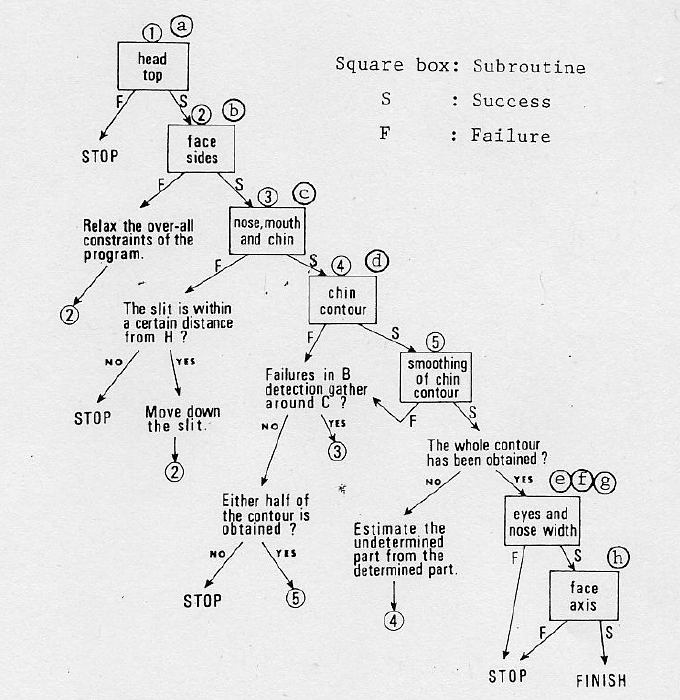 1 a
head
top
Square box: Subroutine
S : Success
F : Failure
F S
STOP
2 b
face
sides
F S
Relax the over-all
constraints of the
program.
2
3 c
nose, mouth
and chin
F S
The slit is within
a certain distance
from H ?
NO YES
STOP
Move down
the slit.
2
4 d
chin
contour
F S
Failures in B
detection gather
around C ?
NO YES
3
Either half of
the contour is
obtained ?
NO YES
STOP
5
5
smoothing
of chin
contour
F S
The whole contour
has been obtained ?
NO YES
Estimate the
undetermined
part from the
determined part.
4
e f g
eyes and
nose width
F S
h
face
axis
F S
STOP
FINISH